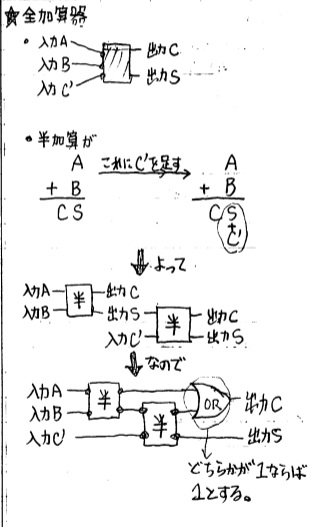 ☆全加算器
・入力A 出力C
入力B
入力C' 出力S
・半加算が
A これにC'を足す A
+ B + B
CS CS
+
C'
よって
入力A 半 出力C
入力B 出力S 半 出力C
入力C' 出力S
なので
入力A 半 OR 出力C
入力B 半
入力C' 出力S
どちらかが1ならば
1とする。